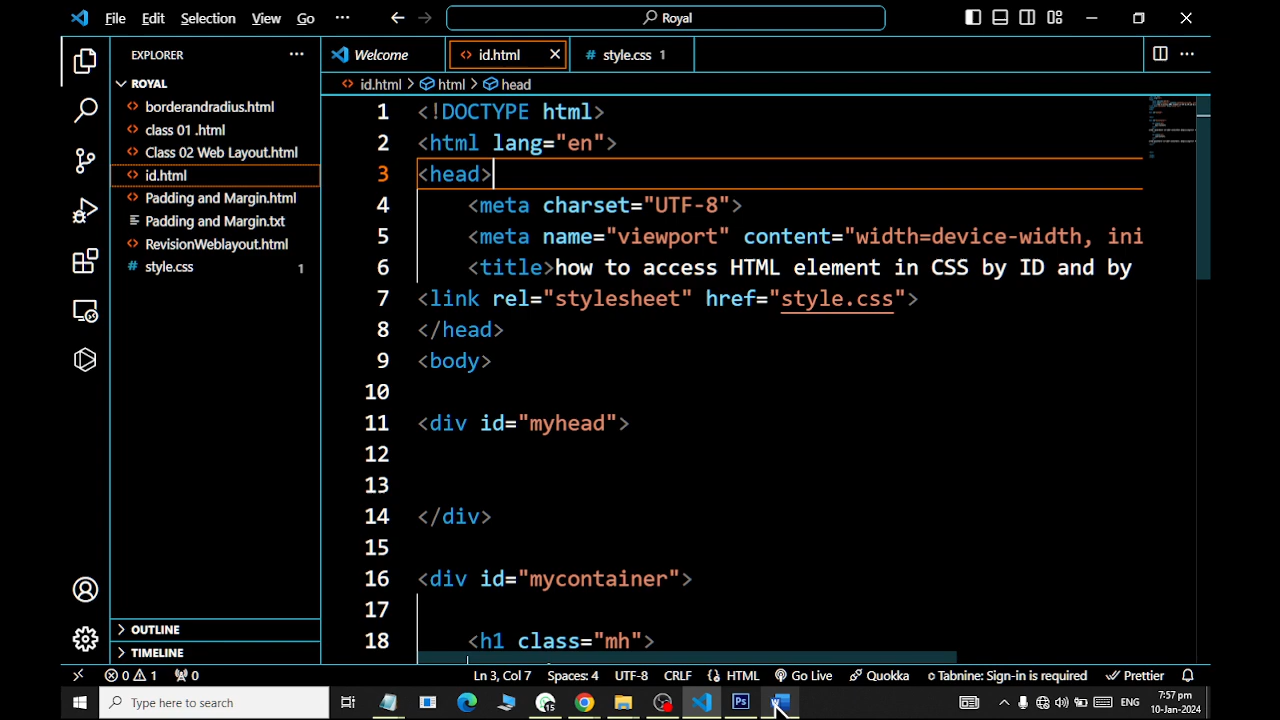 File Edit Selection View Go ··· Royal
EXPLORER ···
Welcome id.html style.css 1 ···
ROYAL
id.html > html > head
borderandradius.html
class 01 .html
Class 02 Web Layout.html
id.html
Padding and Margin.html
Padding and Margin.txt
RevisionWeblayout.html
style.css 1
OUTLINE
TIMELINE
1 <!DOCTYPE html>
2 <html lang="en">
3 <head>
4 <meta charset="UTF-8">
5 <meta name="viewport" content="width=device-width, ini
6 <title>how to access HTML element in CSS by ID and by
7 <link rel="stylesheet" href="style.css">
8 </head>
9 <body>
10
11 <div id="myhead">
12
13
14 </div>
15
16 <div id="mycontainer">
17
18 <h1 class="mh">
0 1 0 Ln 3, Col 7 Spaces: 4 UTF-8 CRLF HTML Go Live Quokka Tabnine: Sign-in is required Prettier
Type here to search 15 Ps W ENG 7:57 pm
10-Jan-2024